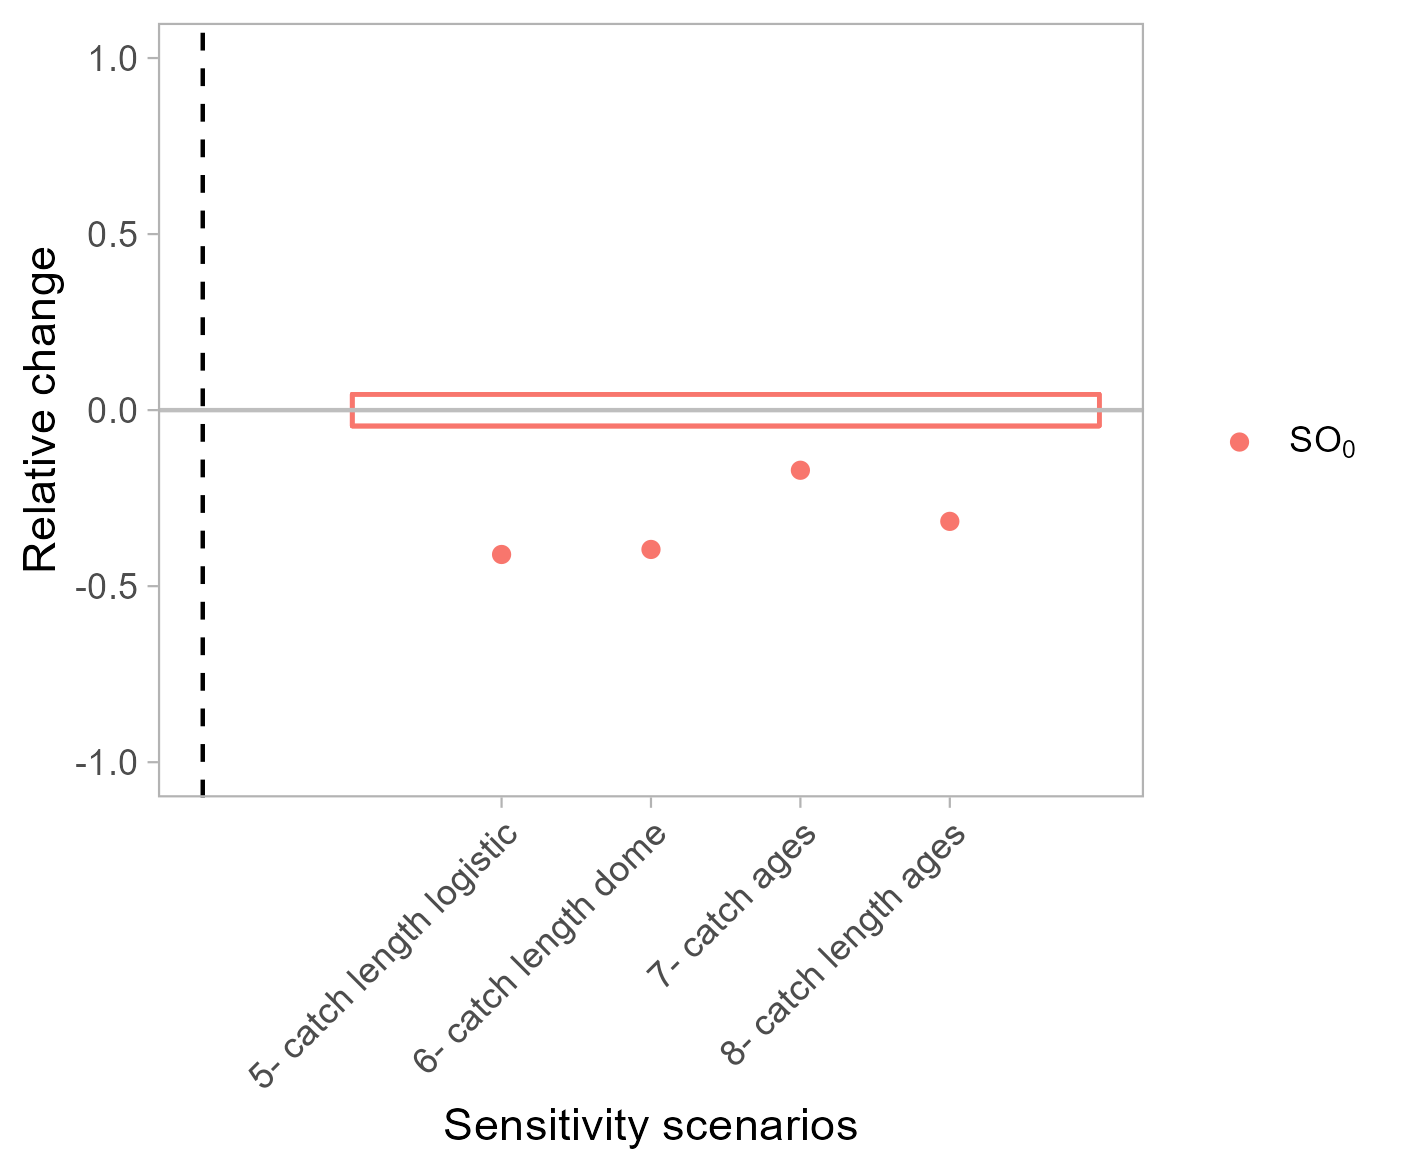 1.0
0.5
0.0
-0.5
-1.0
Relative change
SO₀
5- catch length logistic
6- catch length dome
7- catch ages
8- catch length ages
Sensitivity scenarios